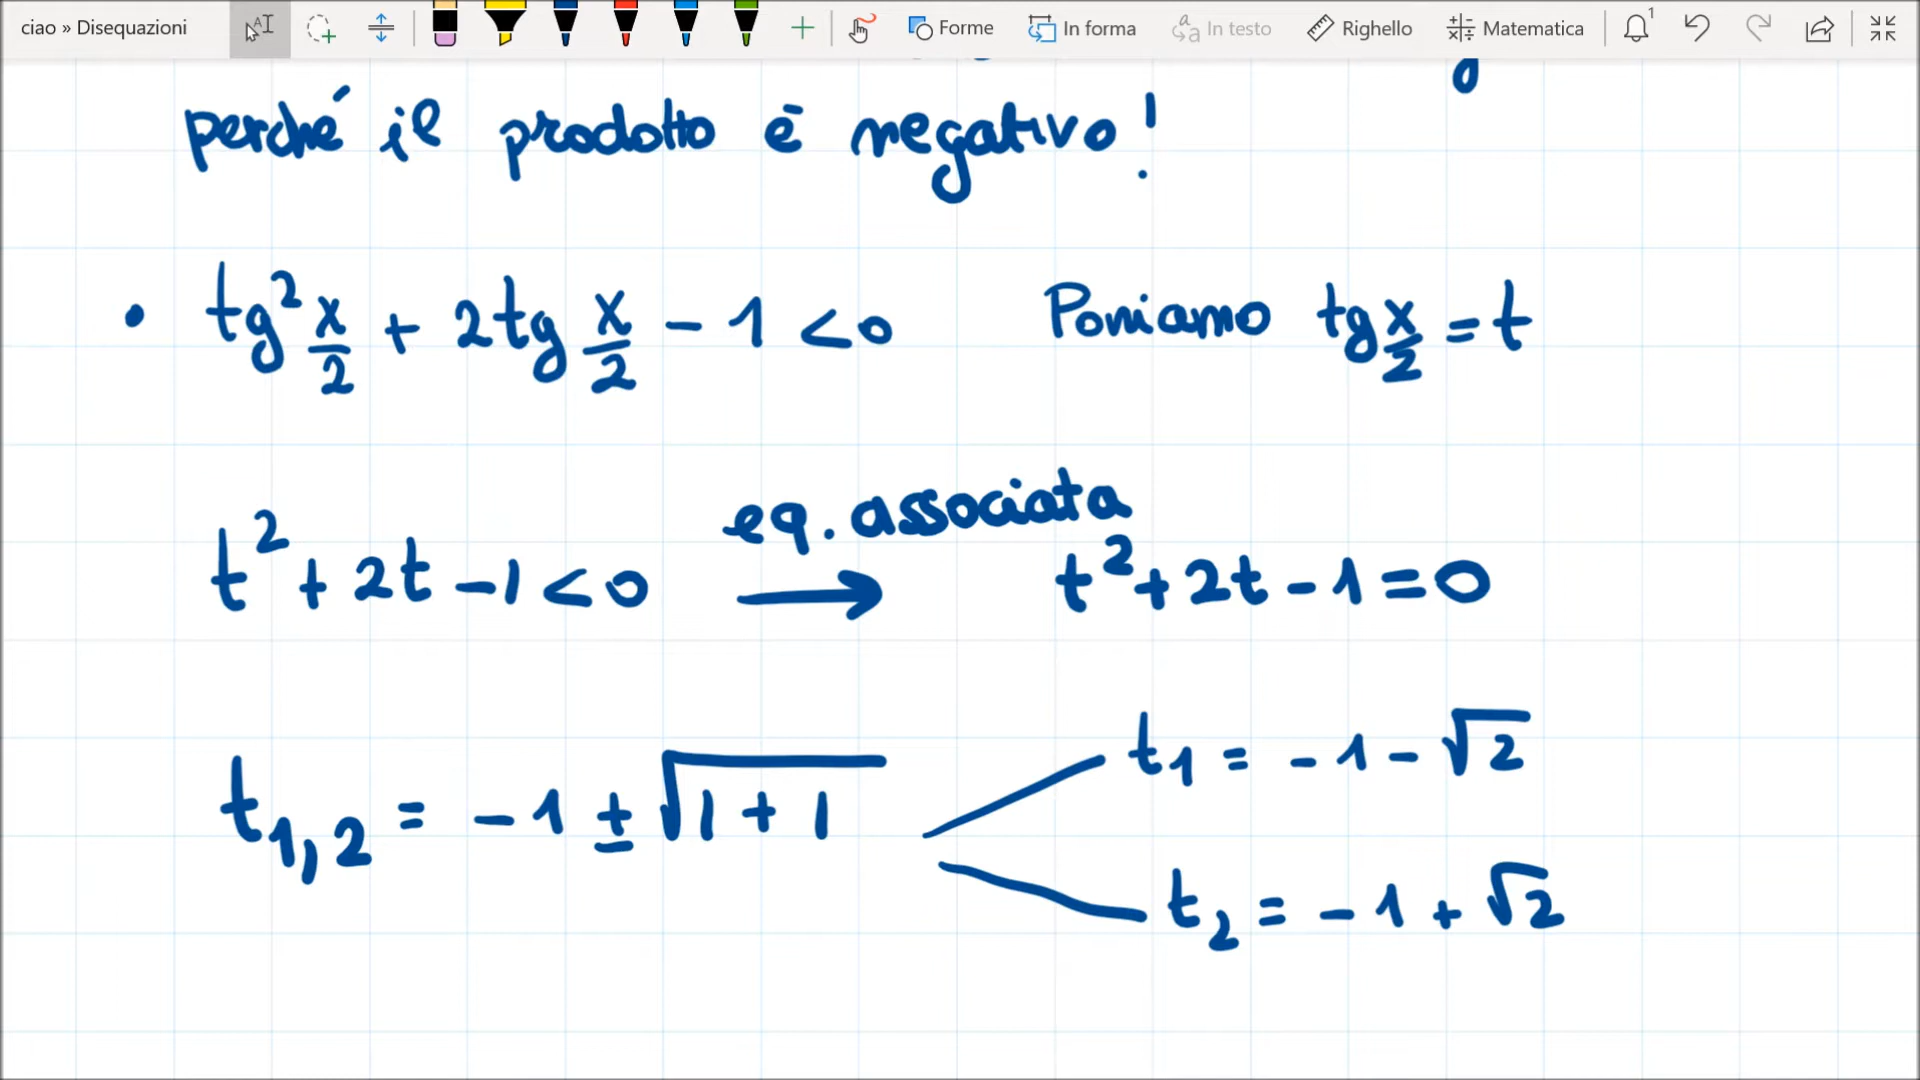 ciao » Disequazioni Forme In forma In testo Righello Matematica 1
perché il prodotto è negativo!
• tg² x/2 + 2tg x/2 - 1 < 0 Poniamo tg x/2 = t
eq. associata
t² + 2t - 1 < 0 → t² + 2t - 1 = 0
t₁ = -1 - √2
t₁,₂ = -1 ± √(1 + 1)
t₂ = -1 + √2